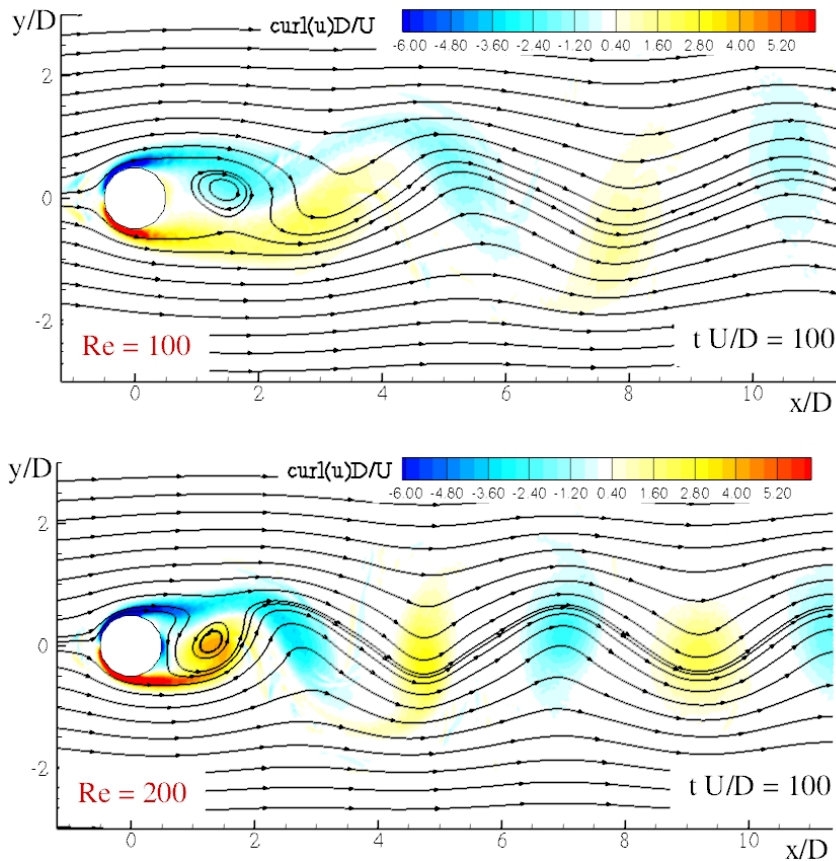 y/D
curl(u)D/U
-6.00 -4.80 -3.60 -2.40 -1.20 0.40 1.60 2.80 4.00 5.20
2
0
-2
Re = 100
t U/D = 100
0 2 4 6 8 10
x/D
y/D
curl(u)D/U
-6.00 -4.80 -3.60 -2.40 -1.20 0.40 1.60 2.80 4.00 5.20
2
0
-2
Re = 200
t U/D = 100
0 2 4 6 8 10
x/D